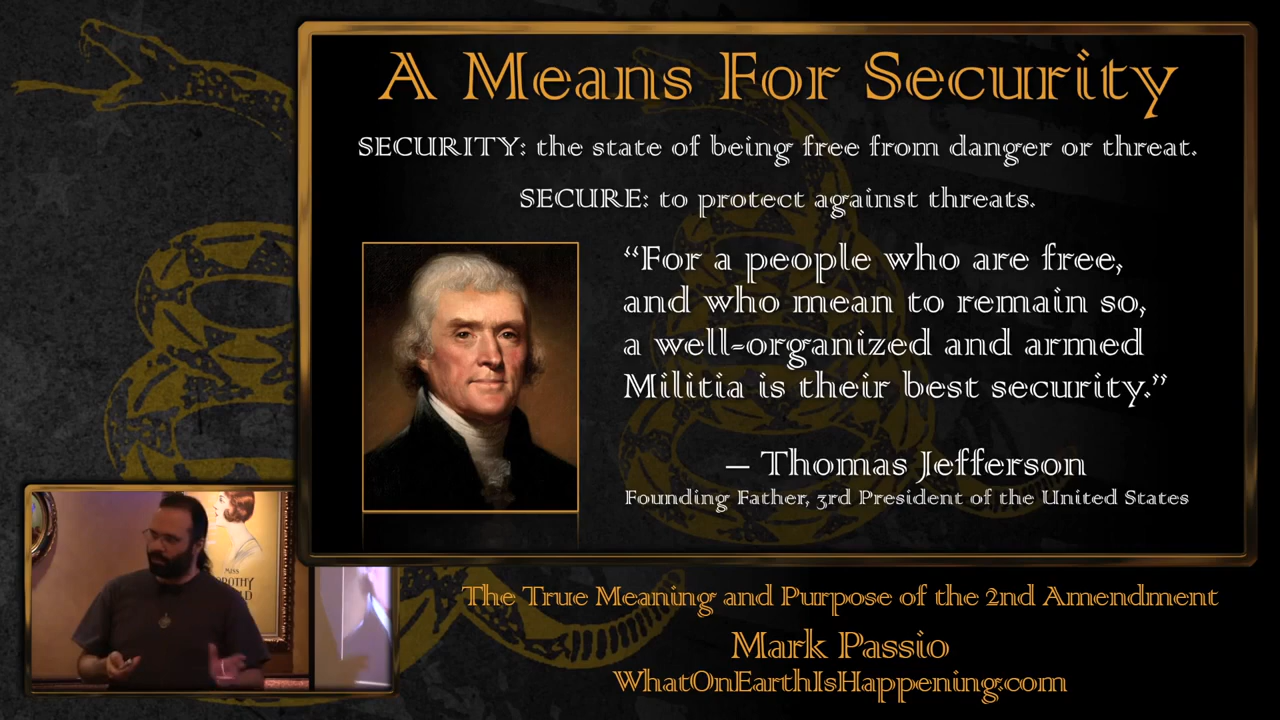 A Means For Security
SECURITY: the state of being free from danger or threat.
SECURE: to protect against threats.
“For a people who are free,
and who mean to remain so,
a well-organized and armed
Militia is their best security.”
– Thomas Jefferson
Founding Father, 3rd President of the United States
MISS
The True Meaning and Purpose of the 2nd Amendment
Mark Passio
WhatOnEarthIsHappening.com